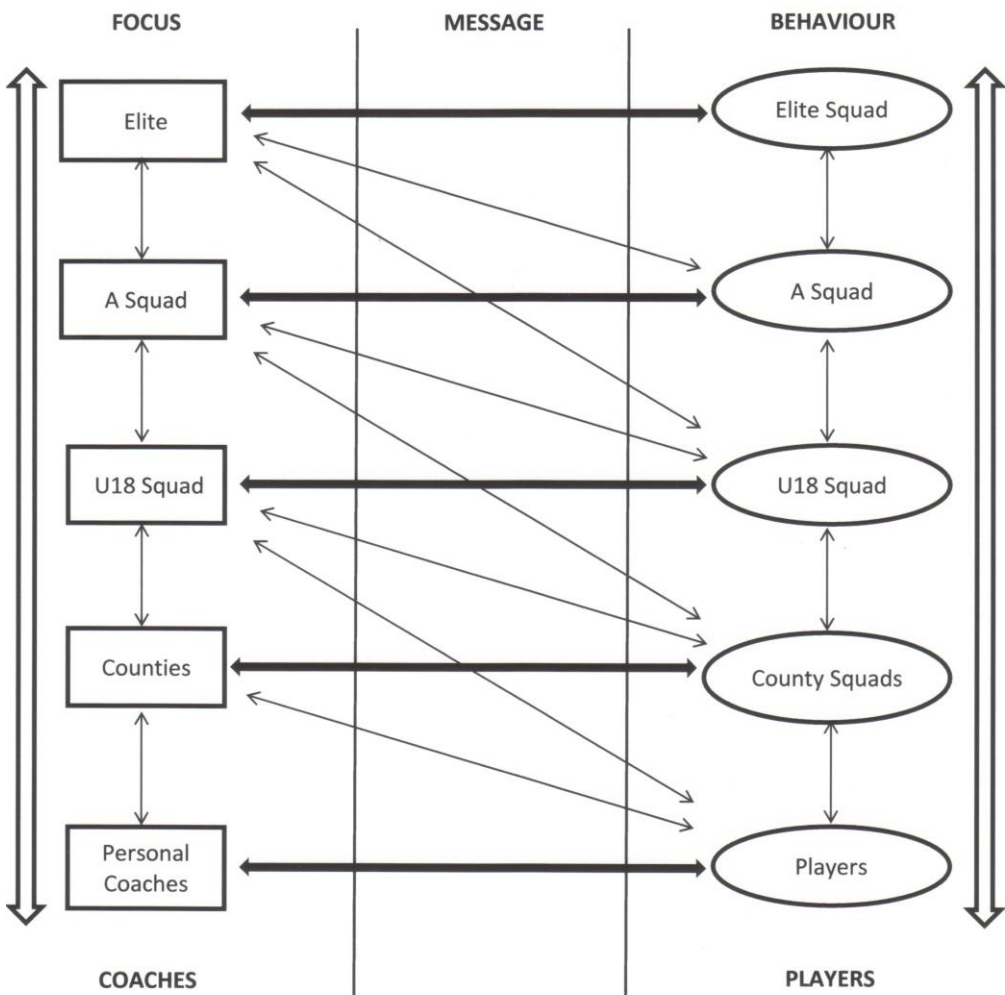 FOCUS MESSAGE BEHAVIOUR
Elite Elite Squad
A Squad A Squad
U18 Squad U18 Squad
Counties County Squads
Personal
Coaches Players
COACHES PLAYERS